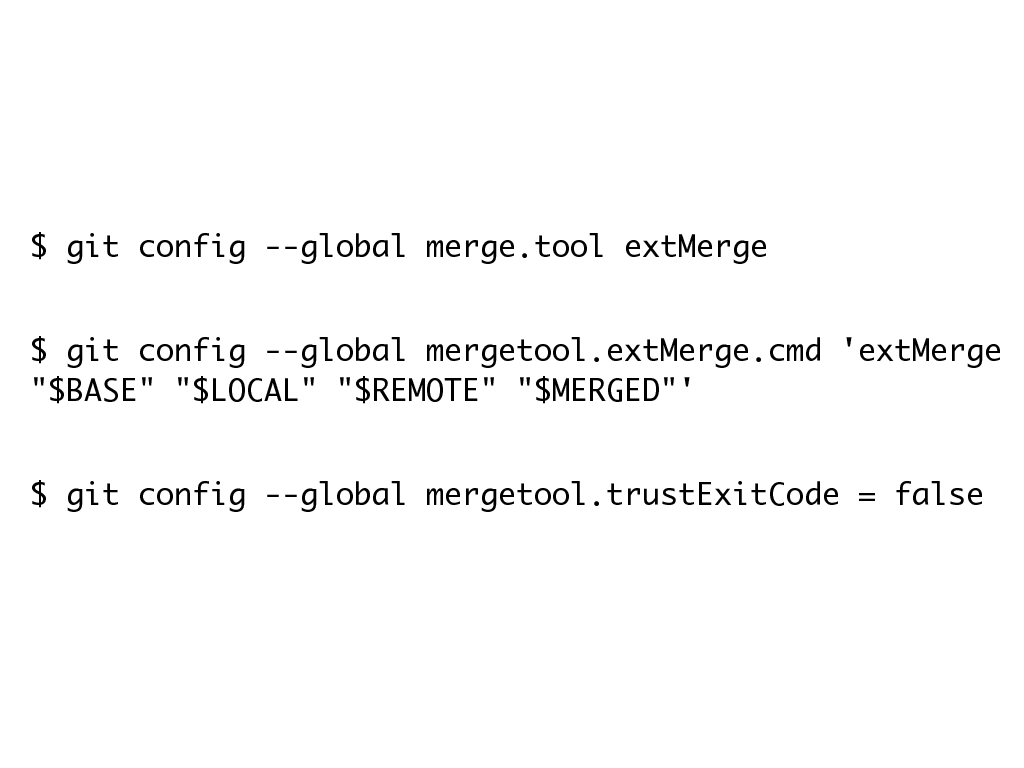 $ git config --global merge.tool extMerge
$ git config --global mergetool.extMerge.cmd 'extMerge
"$BASE" "$LOCAL" "$REMOTE" "$MERGED"'
$ git config --global mergetool.trustExitCode = false